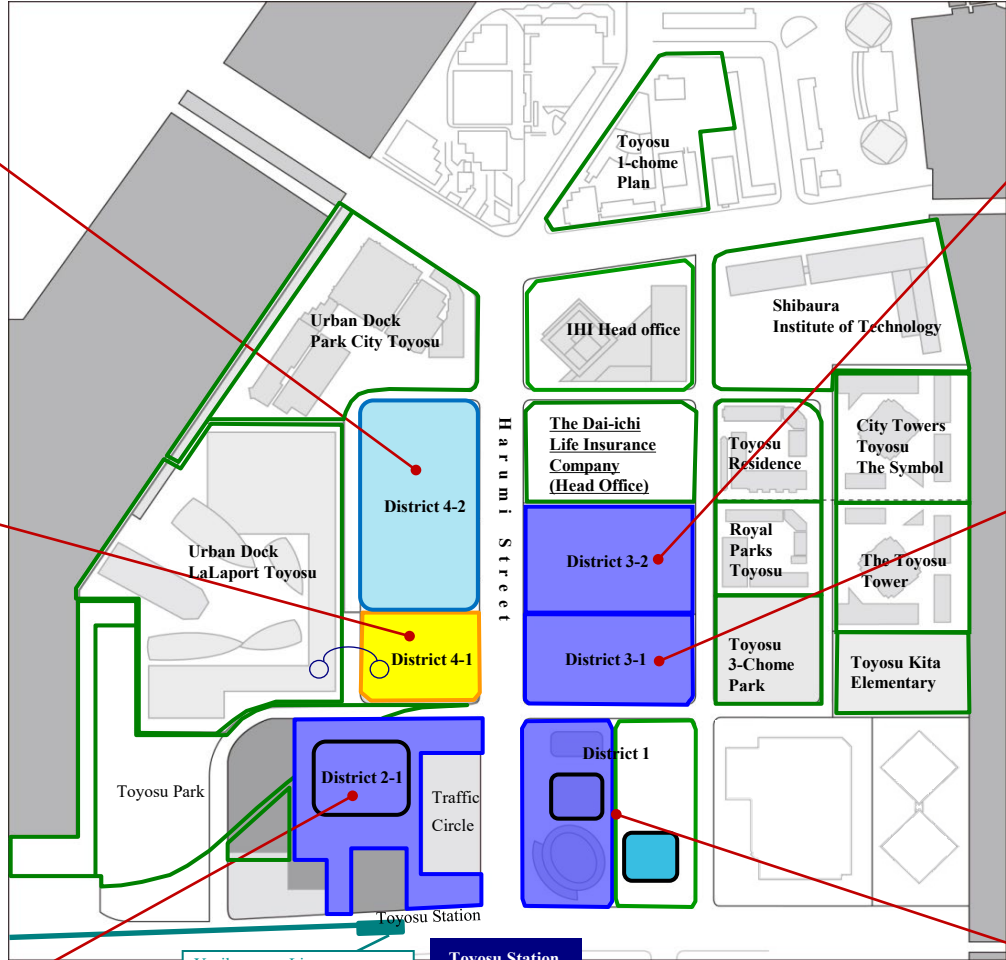 Toyosu
1-chome
Plan
Urban Dock
Park City Toyosu
IHI Head office
Shibaura
Institute of Technology
Harumi Street
The Dai-ichi
Life Insurance
Company
(Head Office)
Toyosu
Residence
City Towers
Toyosu
The Symbol
District 4-2
Urban Dock
LaLaport Toyosu
District 3-2
Royal
Parks
Toyosu
The Toyosu
Tower
District 4-1
District 3-1
Toyosu
3-Chome
Park
Toyosu Kita
Elementary
District 1
District 2-1
Toyosu Park
Traffic
Circle
Toyosu Station
Toyosu Station